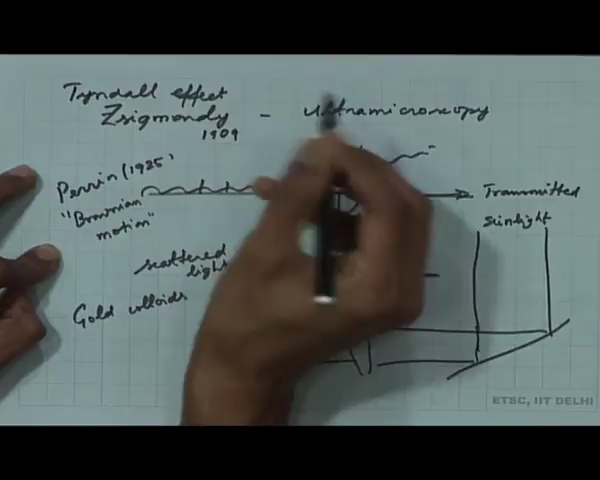 Tyndall effect
Zsigmondy - Ultramicroscopy
1909
Perrin (1925)
"Brownian
motion"
Transmitted
sunlight
scattered
light
Gold colloids
ETSC, IIT DELHI